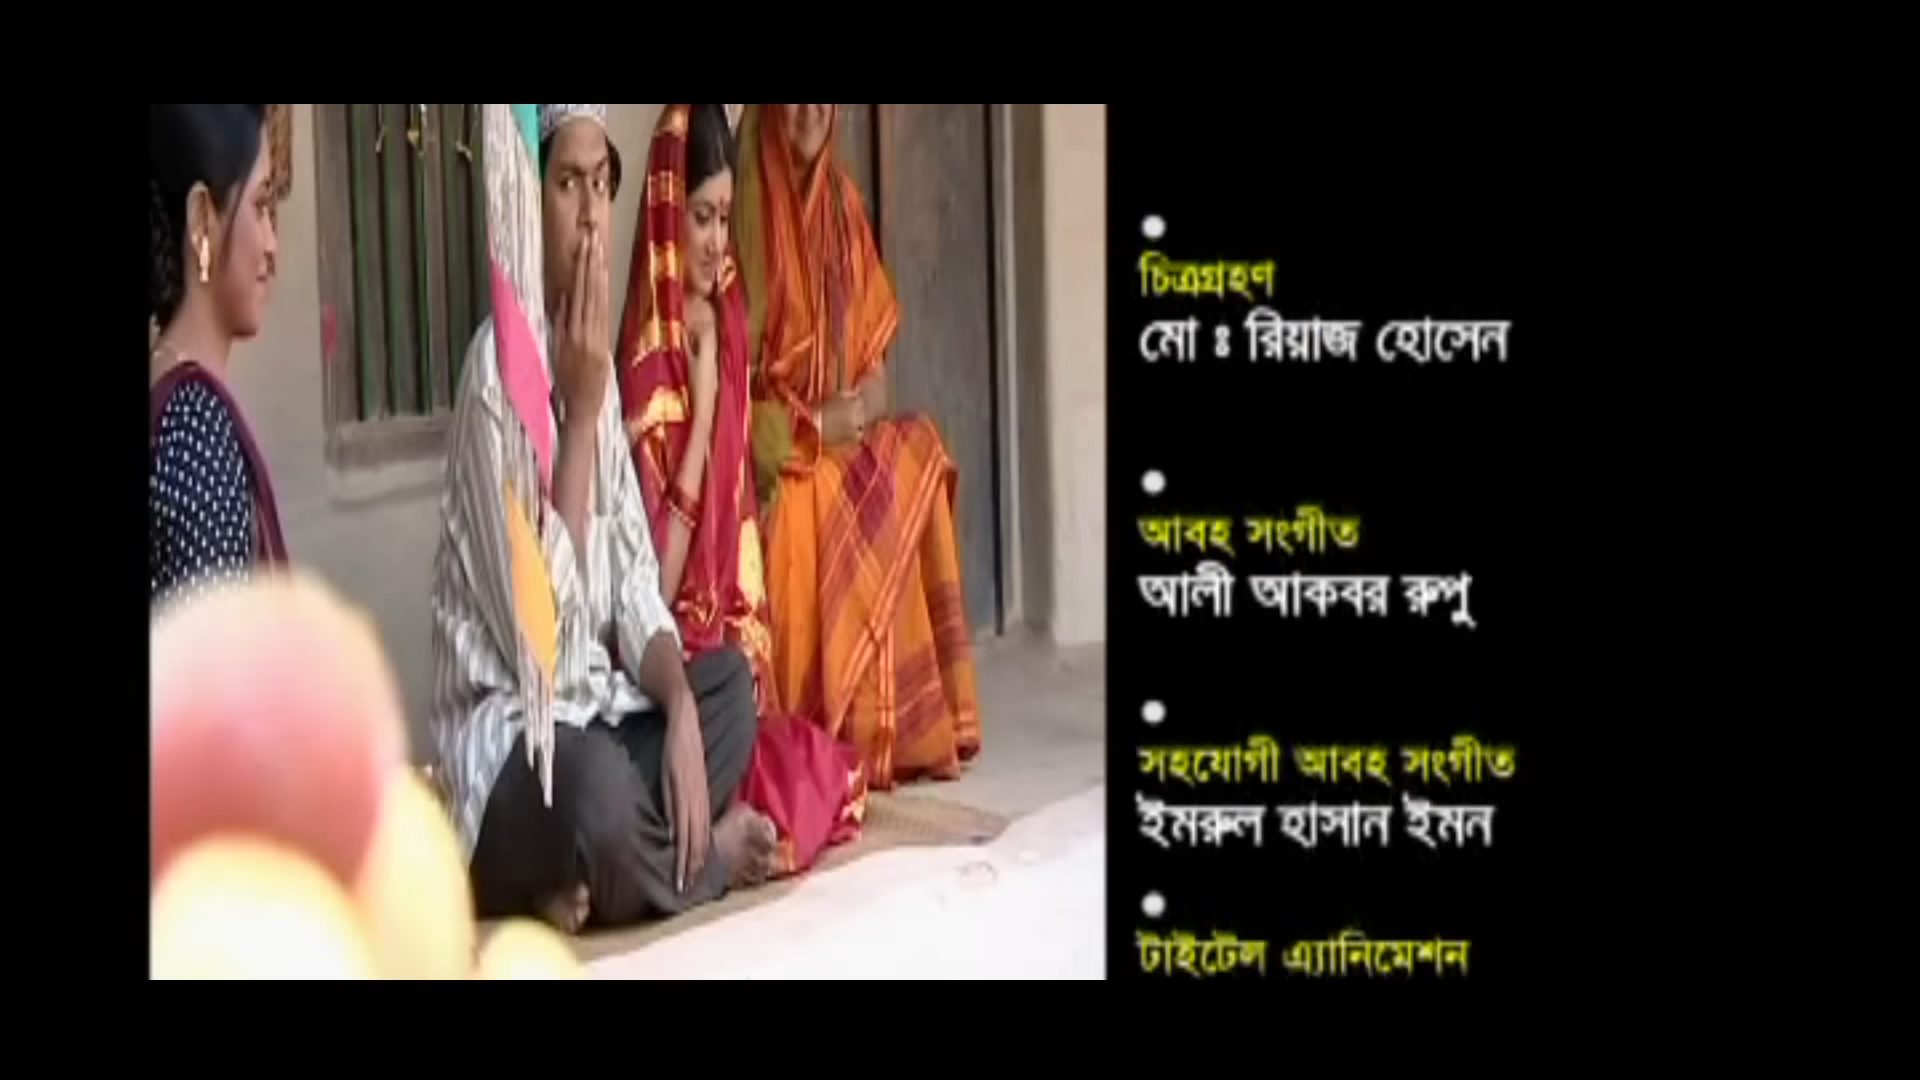 চিত্রগ্রহণ
মো ঃ রিয়াজ হোসেন
আবহ সংগীত
আলী আকবর রুপু
সহযোগী আবহ সংগীত
ইমরুল হাসান ইমন
টাইটেল এ্যানিমেশন